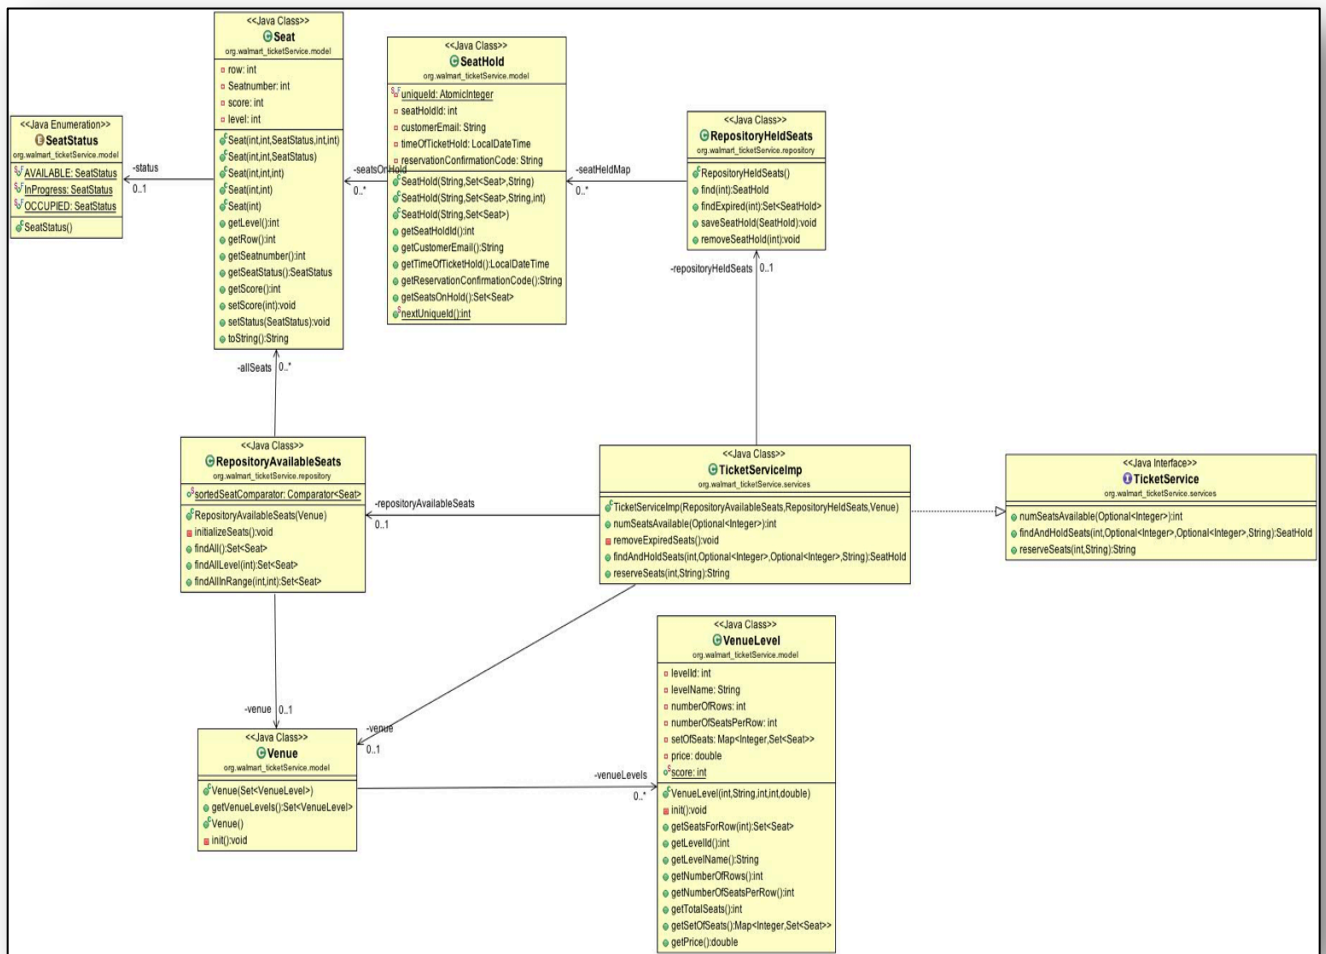 <<Java Class>>
Seat
org.walmart_ticketService.model
row: int
Seatnumber: int
score: int
level: int
Seat(int,int,SeatStatus,int,int)
Seat(int,int,SeatStatus)
Seat(int,int,int)
Seat(int,int)
Seat(int)
getLevel():int
getRow():int
getSeatnumber():int
getSeatStatus():SeatStatus
getScore():int
setScore(int):void
setStatus(SeatStatus):void
toString():String
<<Java Class>>
SeatHold
org.walmart_ticketService.model
uniqueId: AtomicInteger
seatHoldId: int
customerEmail: String
timeOfTicketHold: LocalDateTime
reservationConfirmationCode: String
SeatHold(String,Set<Seat>,String)
SeatHold(String,Set<Seat>,String,int)
SeatHold(String,Set<Seat>)
getSeatHoldId():int
getCustomerEmail():String
getTimeOfTicketHold():LocalDateTime
getReservationConfirmationCode():String
getSeatsOnHold():Set<Seat>
nextUniqueId():int
<<Java Enumeration>>
SeatStatus
org.walmart_ticketService.model
AVAILABLE: SeatStatus
InProgress: SeatStatus
OCCUPIED: SeatStatus
SeatStatus()
-status
0..1
-seatsOnHold
0..*
-seatHeldMap
0..*
<<Java Class>>
RepositoryHeldSeats
org.walmart_ticketService.repository
RepositoryHeldSeats()
find(int):SeatHold
findExpired(int):Set<SeatHold>
saveSeatHold(SeatHold):void
removeSeatHold(int):void
-repositoryHeldSeats
0..1
-allSeats
0..*
<<Java Class>>
RepositoryAvailableSeats
org.walmart_ticketService.repository
sortedSeatComparator: Comparator<Seat>
RepositoryAvailableSeats(Venue)
initializeSeats():void
findAll():Set<Seat>
findAllLevel(int):Set<Seat>
findAllInRange(int,int):Set<Seat>
-repositoryAvailableSeats
0..1
<<Java Class>>
TicketServiceImp
org.walmart_ticketService.services
TicketServiceImp(RepositoryAvailableSeats,RepositoryHeldSeats,Venue)
numSeatsAvailable(Optional<Integer>):int
removeExpiredSeats():void
findAndHoldSeats(int,Optional<Integer>,Optional<Integer>,String):SeatHold
reserveSeats(int,String):String
<<Java Interface>>
TicketService
org.walmart_ticketService.services
numSeatsAvailable(Optional<Integer>):int
findAndHoldSeats(int,Optional<Integer>,Optional<Integer>,String):SeatHold
reserveSeats(int,String):String
-venue
0..1
-venue
0..1
<<Java Class>>
Venue
org.walmart_ticketService.model
Venue(Set<VenueLevel>)
getVenueLevels():Set<VenueLevel>
Venue()
init():void
-venueLevels
0..*
<<Java Class>>
VenueLevel
org.walmart_ticketService.model
levelId: int
levelName: String
numberOfRows: int
numberOfSeatsPerRow: int
setOfSeats: Map<Integer,Set<Seat>>
price: double
score: int
VenueLevel(int,String,int,int,double)
init():void
getSeatsForRow(int):Set<Seat>
getLevelId():int
getLevelName():String
getNumberOfRows():int
getNumberOfSeatsPerRow():int
getTotalSeats():int
getSetOfSeats():Map<Integer,Set<Seat>>
getPrice():double